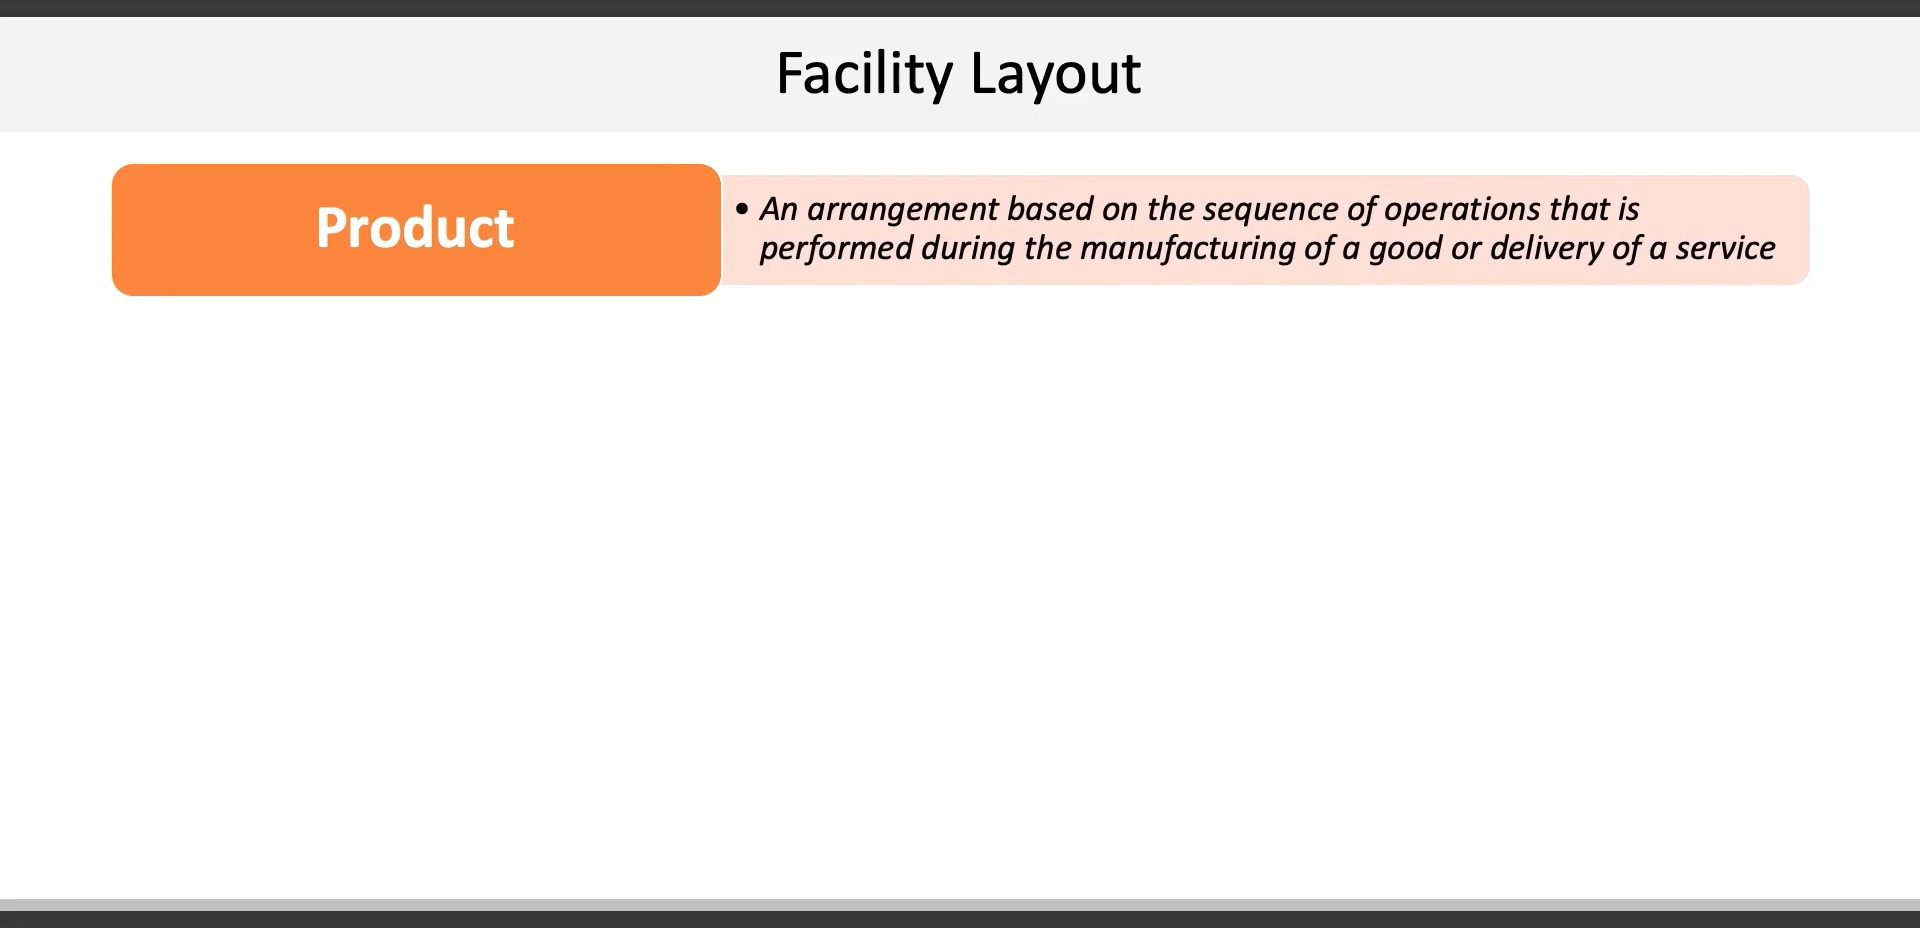 Facility Layout
Product
• An arrangement based on the sequence of operations that is
performed during the manufacturing of a good or delivery of a service